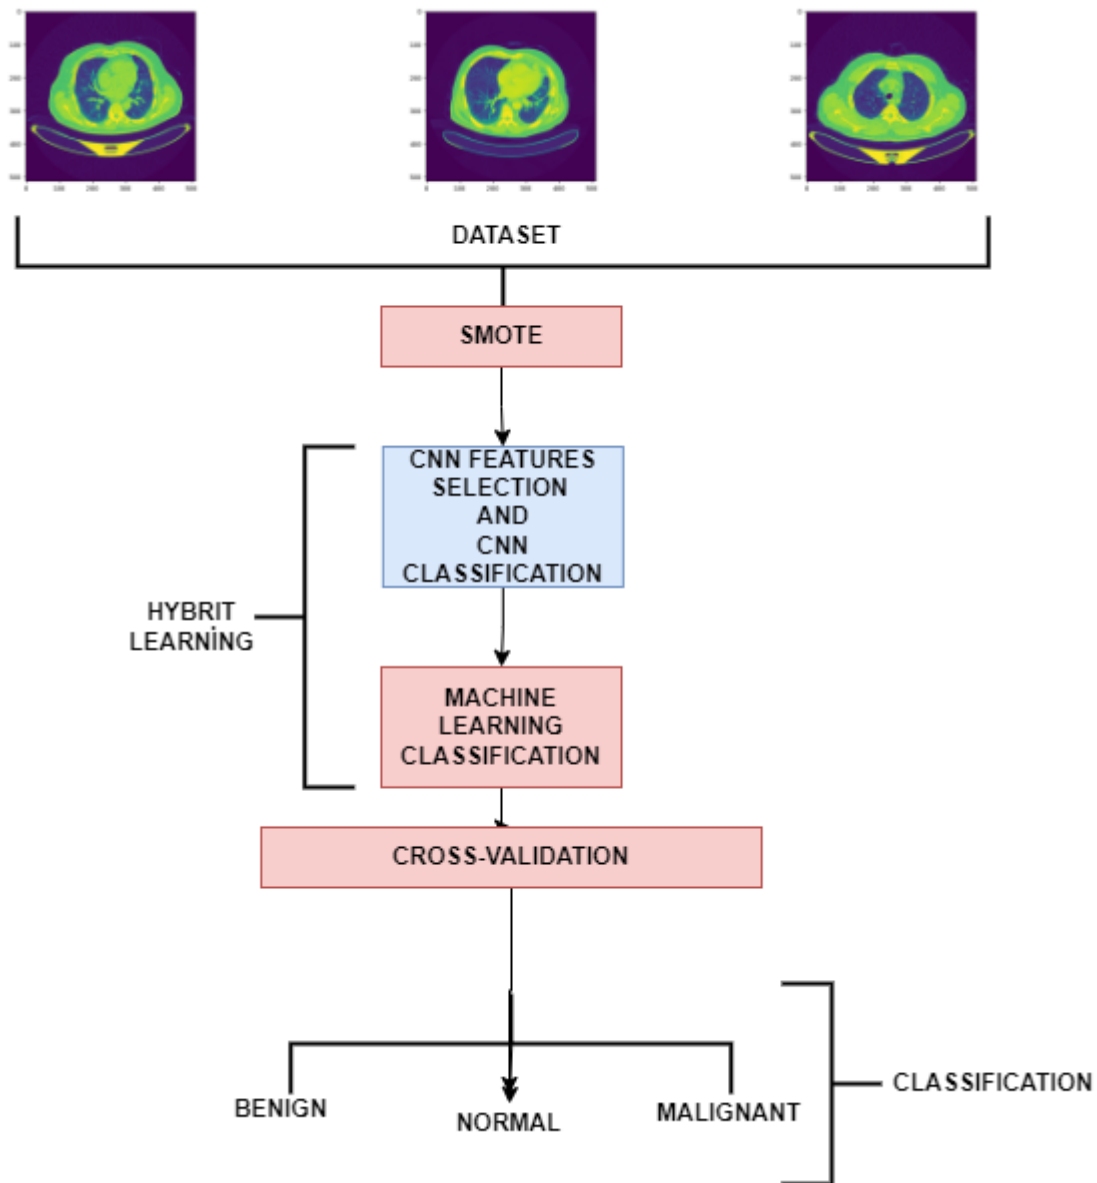 DATASET
SMOTE
CNN FEATURES
SELECTION
AND
CNN
CLASSIFICATION
HYBRIT
LEARNİNG
MACHINE
LEARNING
CLASSIFICATION
CROSS-VALIDATION
CLASSIFICATION
BENIGN
NORMAL
MALIGNANT